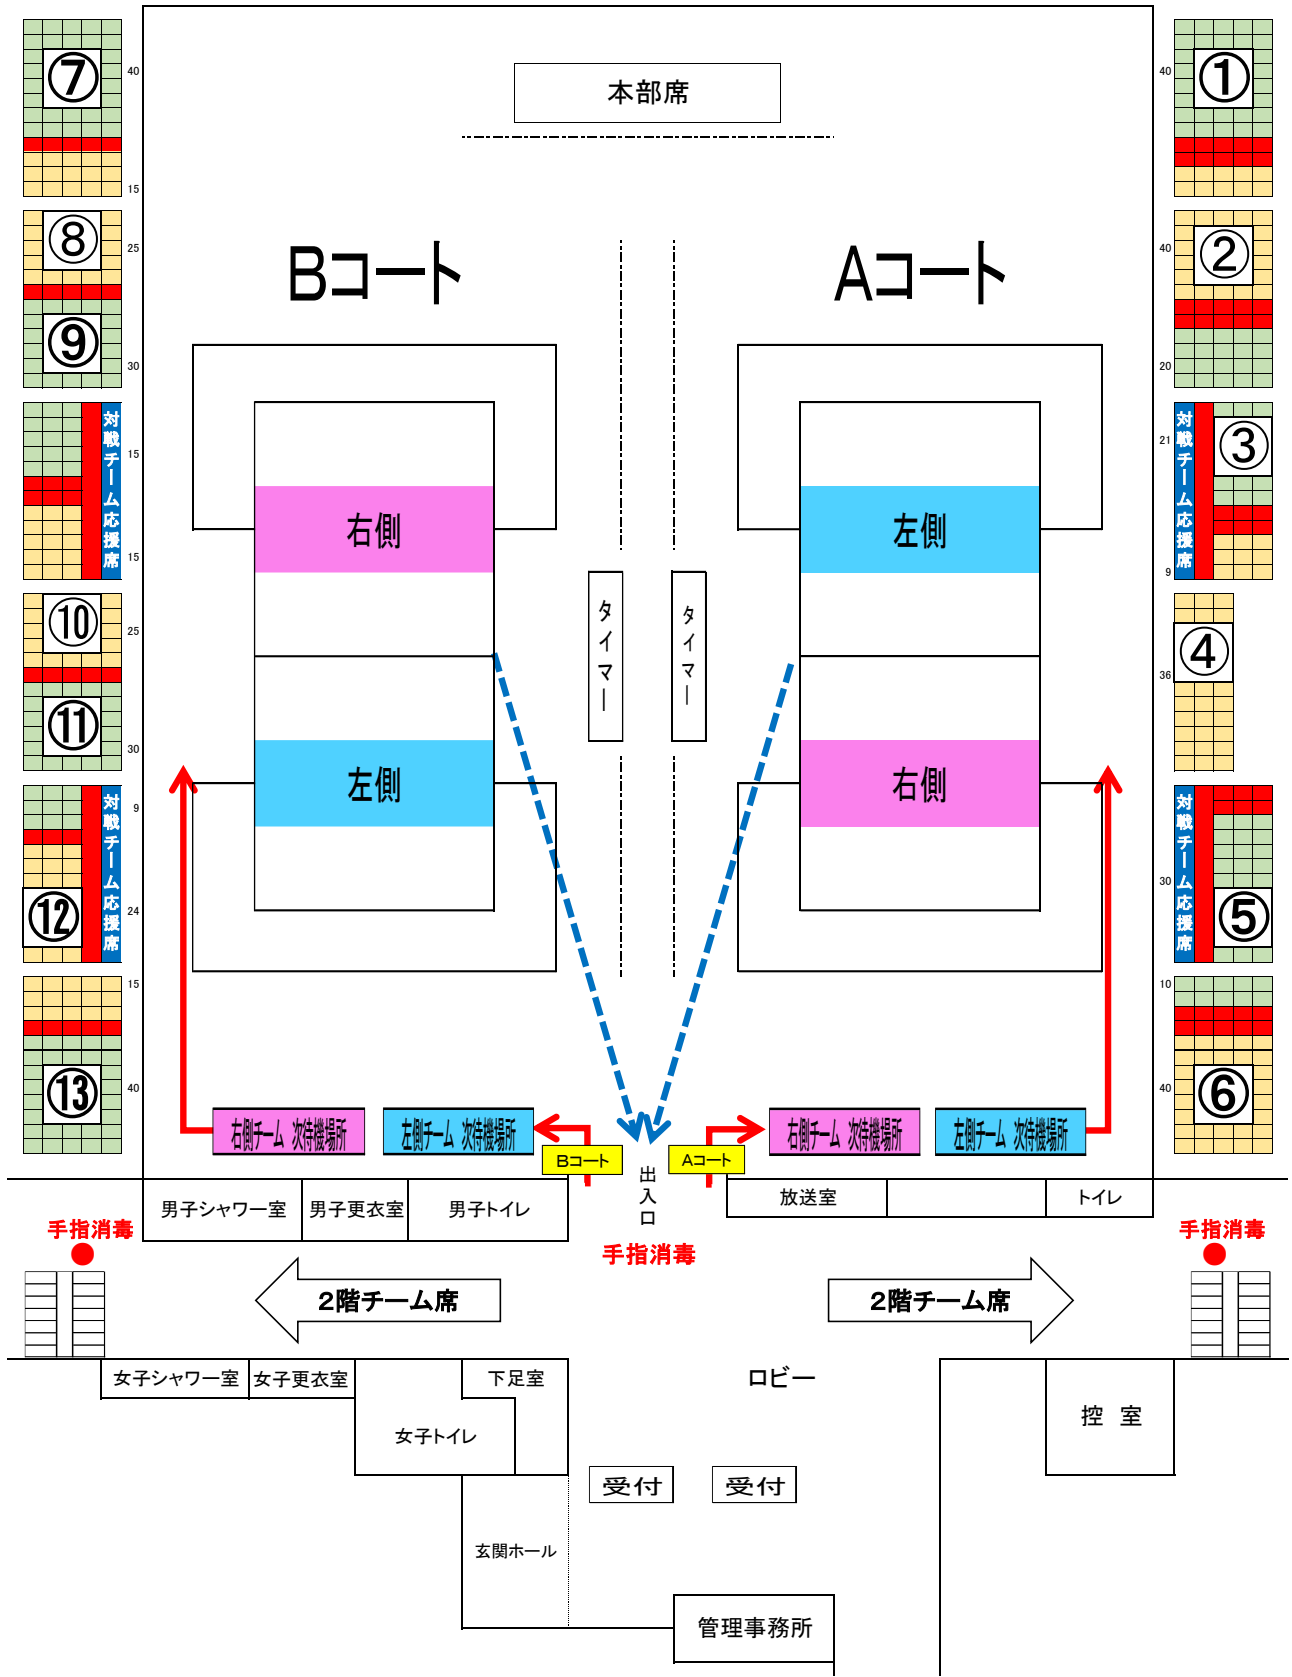 本部席
Bコート
Aコート
⑦
40
15
⑧
25
⑨
30
対戦チーム応援席
15
15
⑩
25
⑪
30
対戦チーム応援席
9
⑫
24
15
⑬
40
①
40
15
②
40
20
対戦チーム応援席
③
21
9
④
36
対戦チーム応援席
⑤
30
10
⑥
40
右側
左側
左側
右側
タイマー
タイマー
右側チーム 次待機場所
左側チーム 次待機場所
右側チーム 次待機場所
左側チーム 次待機場所
Bコート
Aコート
出入口
男子シャワー室
男子更衣室
男子トイレ
放送室
トイレ
手指消毒
手指消毒
手指消毒
2階チーム席
2階チーム席
女子シャワー室
女子更衣室
下足室
女子トイレ
ロビー
控 室
受付
受付
玄関ホール
管理事務所